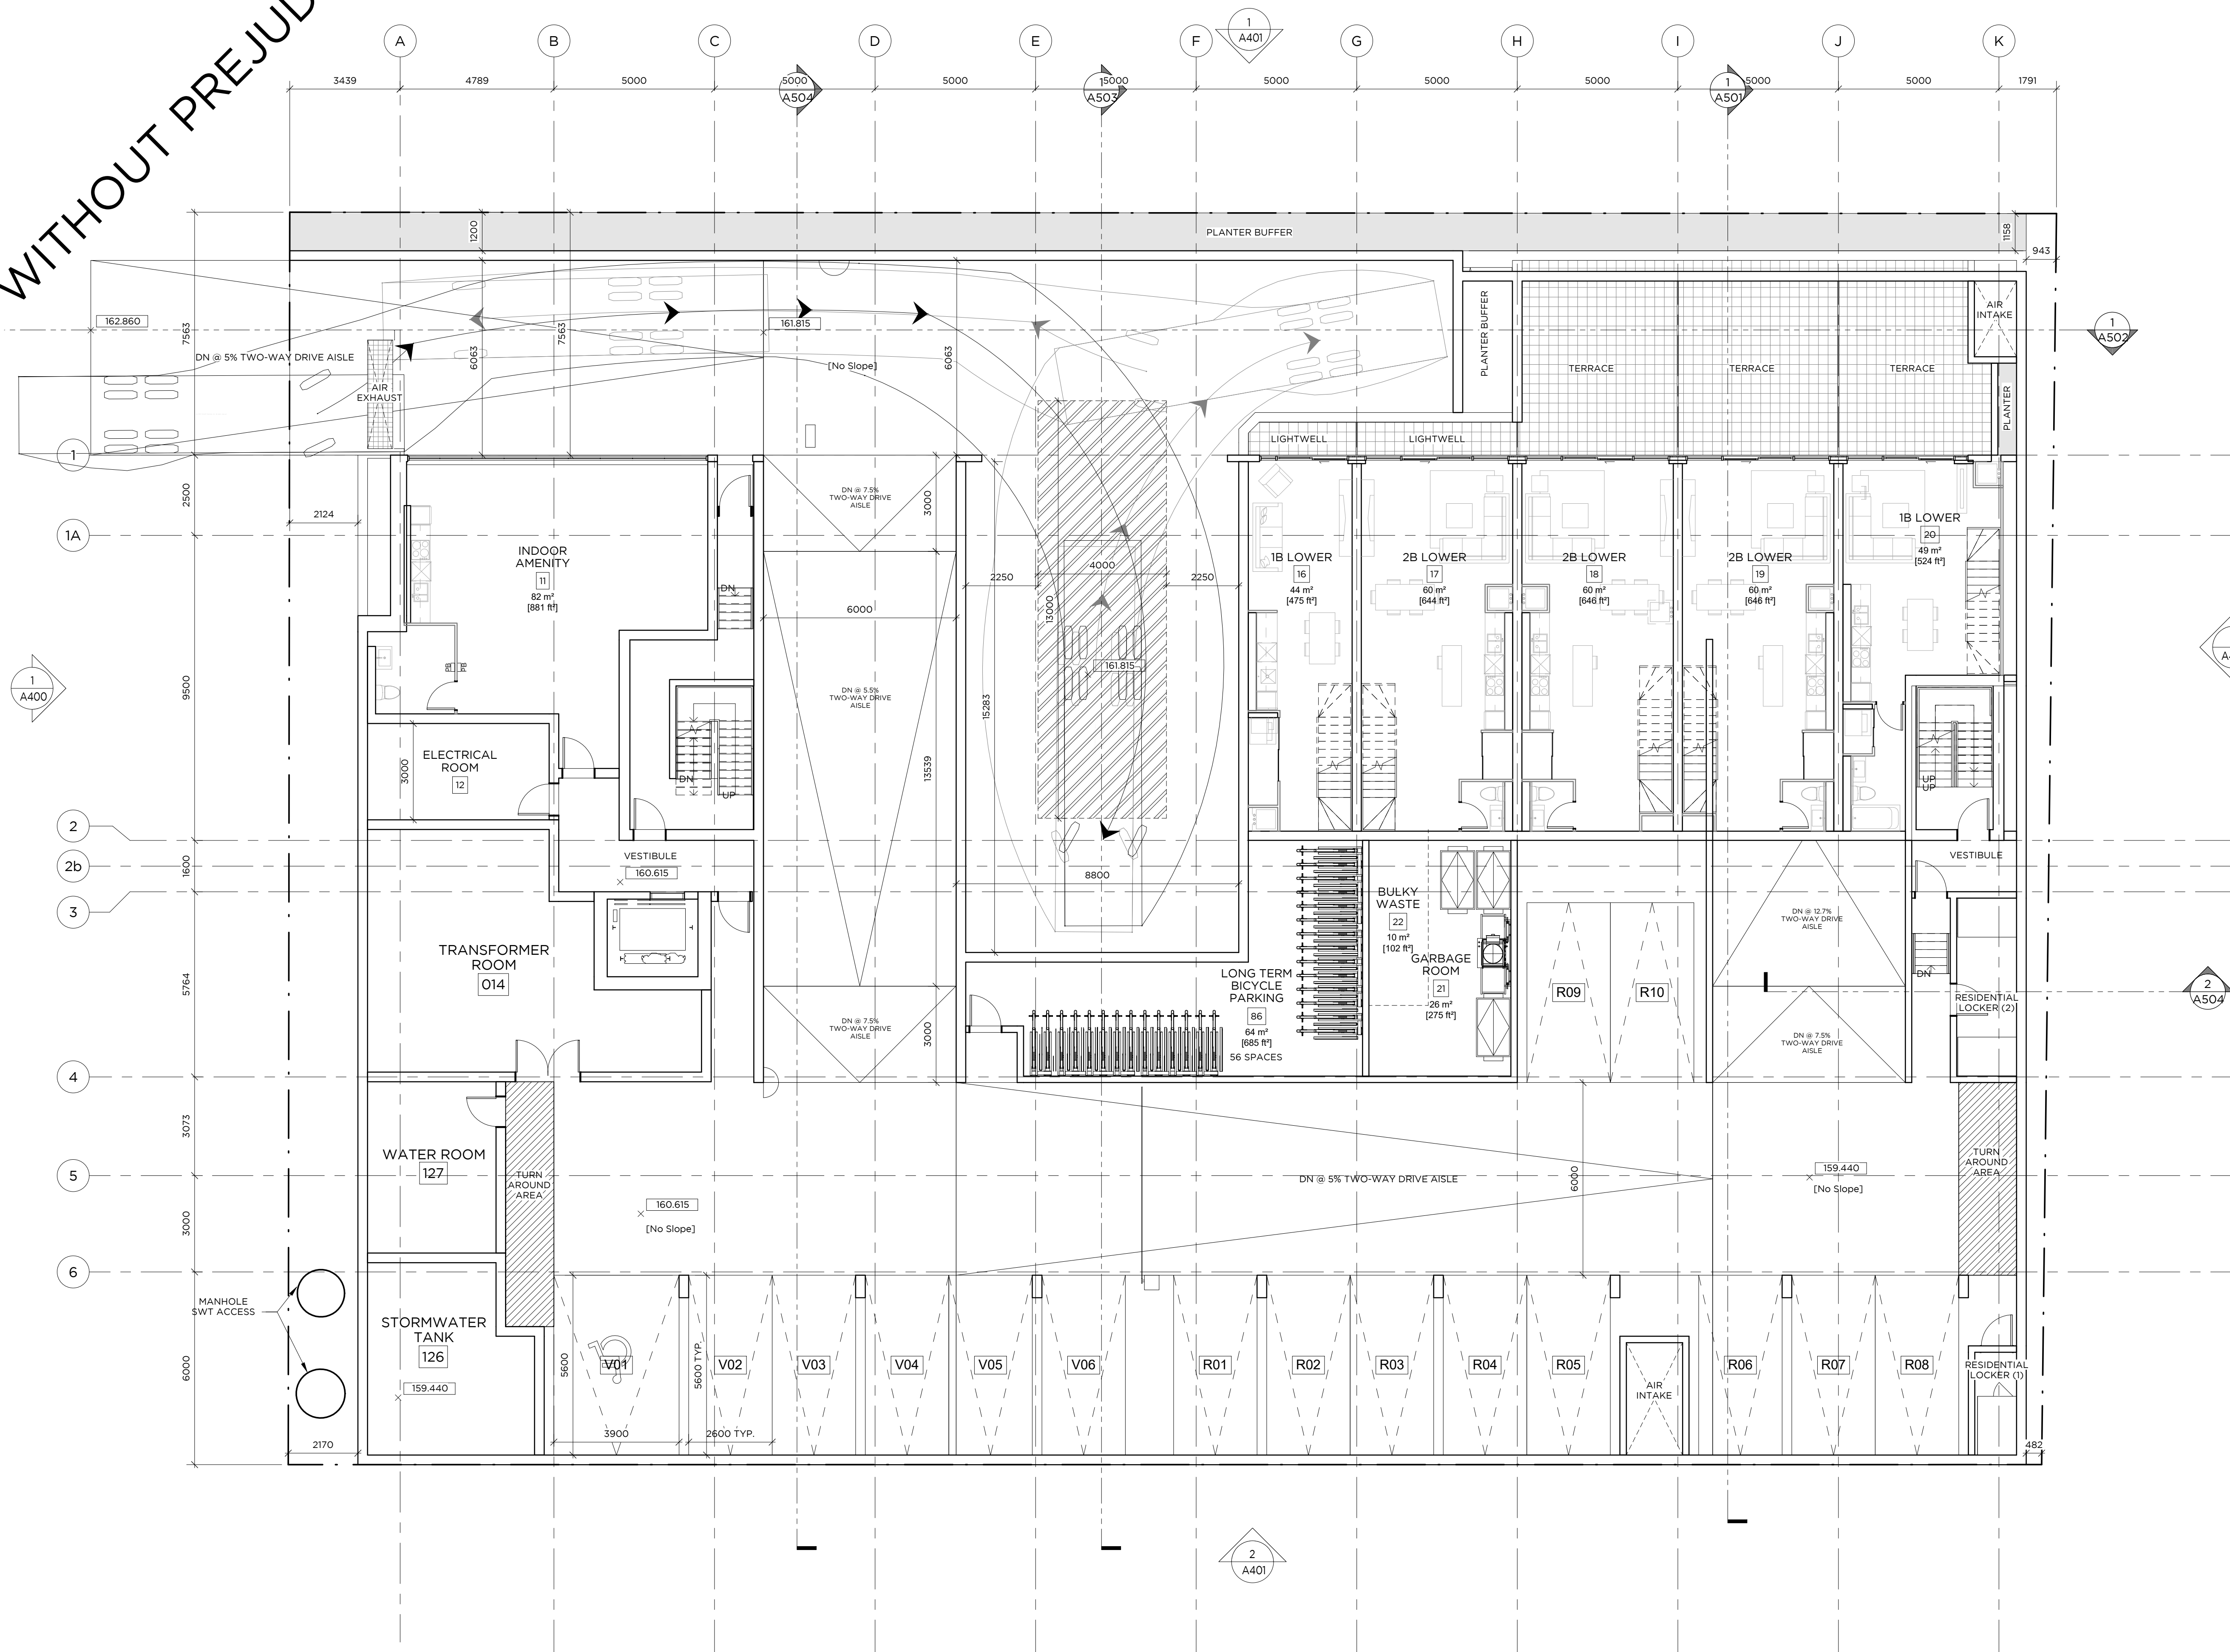 WITHOUT PREJUD
A
B
C
D
E
F
1
A401
G
H
I
J
K
3439
4789
5000
5000
1
A504
5000
5000
1
A503
5000
5000
5000
5000
1
A501
5000
1791
1200
PLANTER BUFFER
1158
943
162.860
7563
DN @ 5% TWO-WAY DRIVE AISLE
6063
7563
161.815
[No Slope]
6063
PLANTER BUFFER
AIR
INTAKE
1
A502
AIR
EXHAUST
TERRACE
TERRACE
TERRACE
PLANTER
LIGHTWELL
LIGHTWELL
1
2500
2124
DN @ 7.5%
TWO-WAY DRIVE
AISLE
3000
1A
INDOOR
AMENITY
11
82 m²
[881 ft²]
DN
6000
2250
4000
2250
13000
1B LOWER
16
44 m²
[475 ft²]
2B LOWER
17
60 m²
[644 ft²]
2B LOWER
18
60 m²
[646 ft²]
2B LOWER
19
60 m²
[646 ft²]
1B LOWER
20
49 m²
[524 ft²]
1
A400
9500
DN @ 5.5%
TWO-WAY DRIVE
AISLE
161.815
15283
13539
ELECTRICAL
ROOM
12
3000
DN
UP
UP
UP
2
2b
1600
3
VESTIBULE
160.615
8800
VESTIBULE
BULKY
WASTE
22
10 m²
[102 ft²]
GARBAGE
ROOM
21
26 m²
[275 ft²]
DN @ 12.7%
TWO-WAY DRIVE
AISLE
TRANSFORMER
ROOM
014
5764
DN @ 7.5%
TWO-WAY DRIVE
AISLE
3000
LONG TERM
BICYCLE
PARKING
86
64 m²
[685 ft²]
56 SPACES
R09
R10
DN
RESIDENTIAL
LOCKER (2)
2
A504
DN @ 7.5%
TWO-WAY DRIVE
AISLE
4
3073
WATER ROOM
127
TURN
AROUND
AREA
5
DN @ 5% TWO-WAY DRIVE AISLE
6000
159.440
[No Slope]
TURN
AROUND
AREA
160.615
[No Slope]
3000
6
MANHOLE
SWT ACCESS
STORMWATER
TANK
126
159.440
6000
5600
V01
5600 TYP.
V02
V03
V04
V05
V06
R01
R02
R03
R04
R05
AIR
INTAKE
R06
R07
R08
RESIDENTIAL
LOCKER (1)
3900
2600 TYP.
2170
482
2
A401